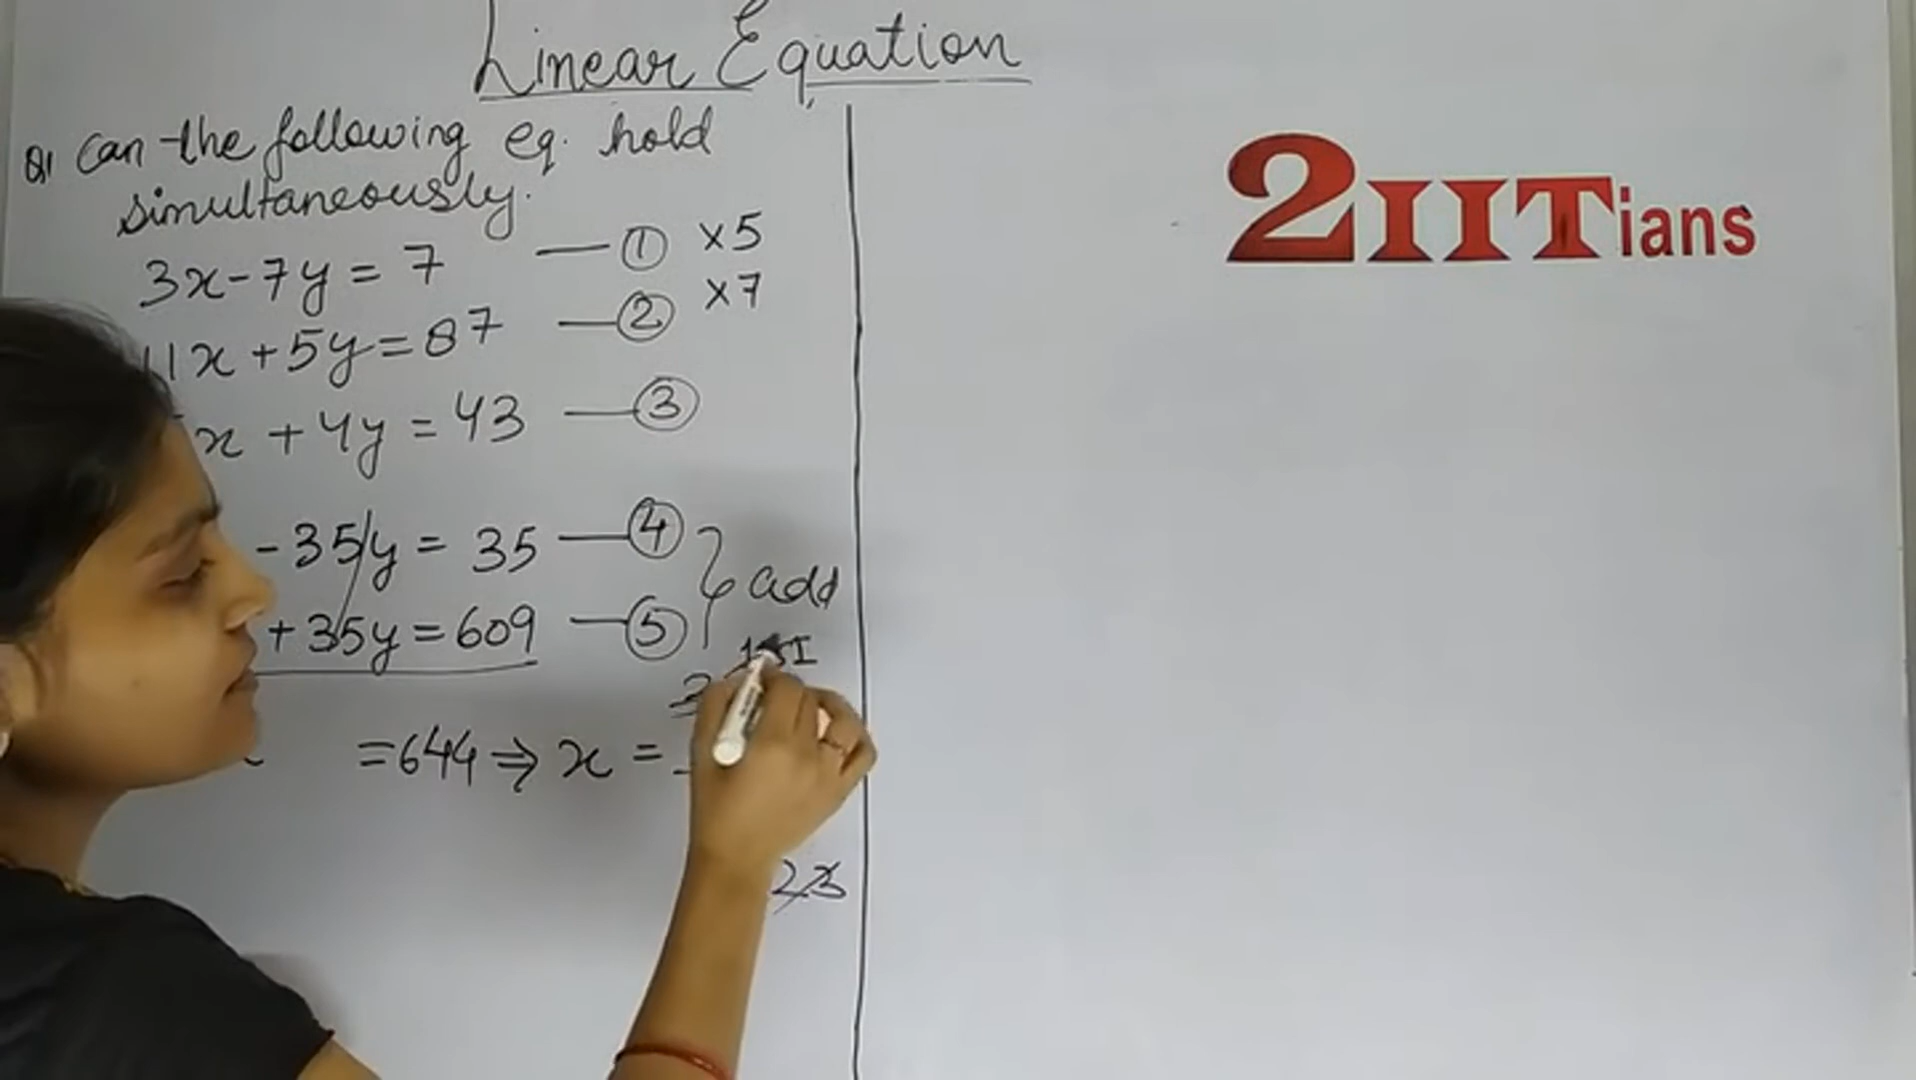 Linear Equation
Q1 Can the following eq. hold
simultaneously.
3x - 7y = 7 — ① ×5
11x + 5y = 87 — ② ×7
x + 4y = 43 — ③
- 35y = 35 — ④
add
+ 35y = 609 — ⑤
= 644 ⇒ x =
23
2IITians